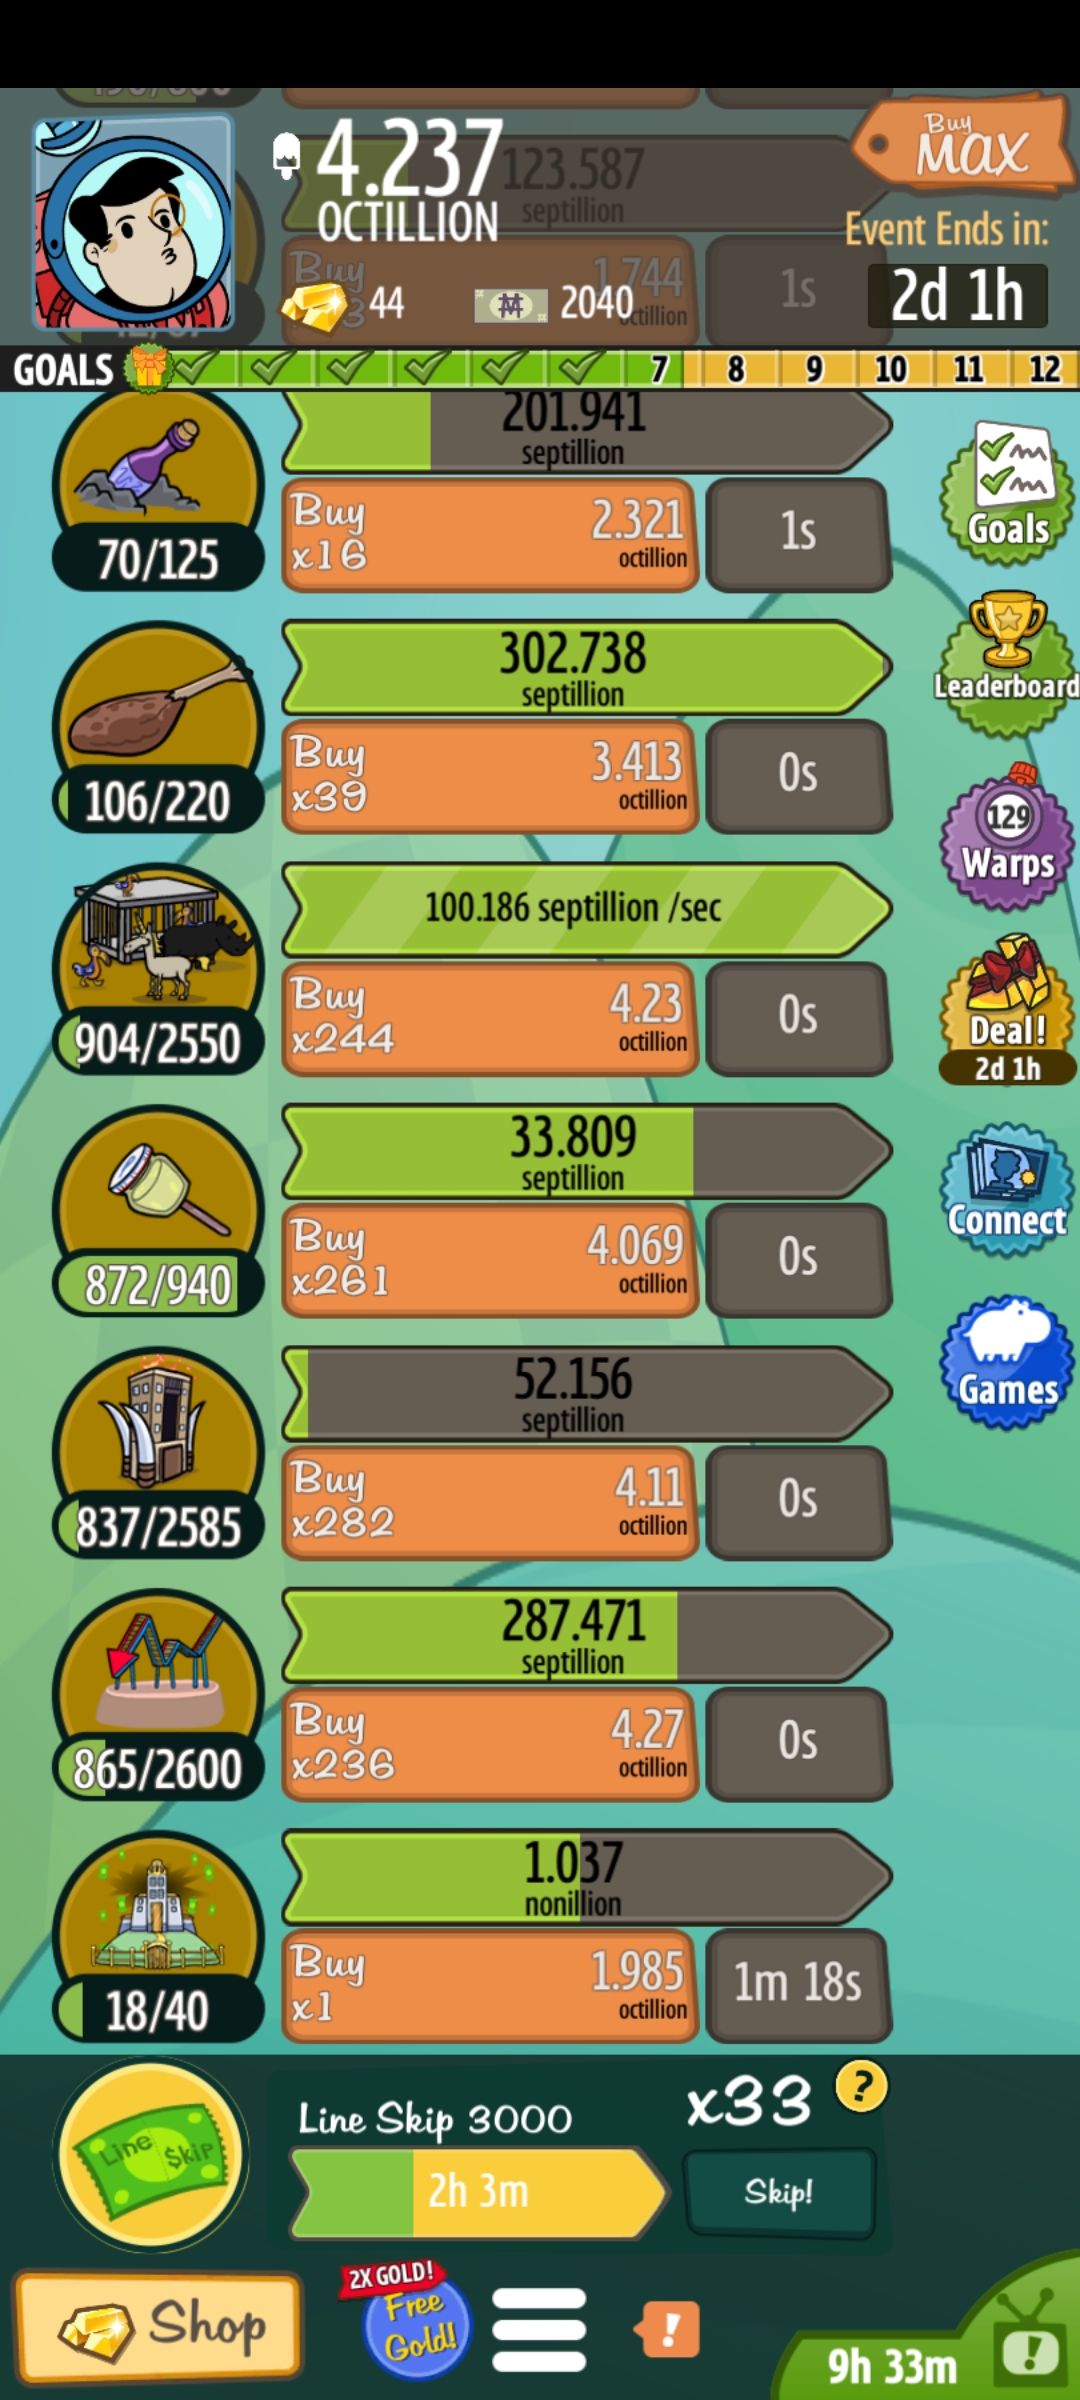 4.237
OCTILLION
123.587
septillion
Buy
MAX
Event Ends in:
2d 1h
Buy
1.744
octillion
1s
44
2040
GOALS
7
8
9
10
11
12
201.941
septillion
70/125
Buy
x16
2.321
octillion
1s
Goals
302.738
septillion
106/220
Buy
x39
3.413
octillion
0s
Leaderboard
100.186 septillion /sec
904/2550
Buy
x244
4.23
octillion
0s
129
Warps
Deal!
2d 1h
33.809
septillion
872/940
Buy
x261
4.069
octillion
0s
Connect
52.156
septillion
837/2585
Buy
x282
4.11
octillion
0s
Games
287.471
septillion
865/2600
Buy
x236
4.27
octillion
0s
1.037
nonillion
18/40
Buy
x1
1.985
octillion
1m 18s
Line $kip
Line Skip 3000
2h 3m
x33
?
Skip!
Shop
2X GOLD!
Free
Gold!
!
9h 33m
!